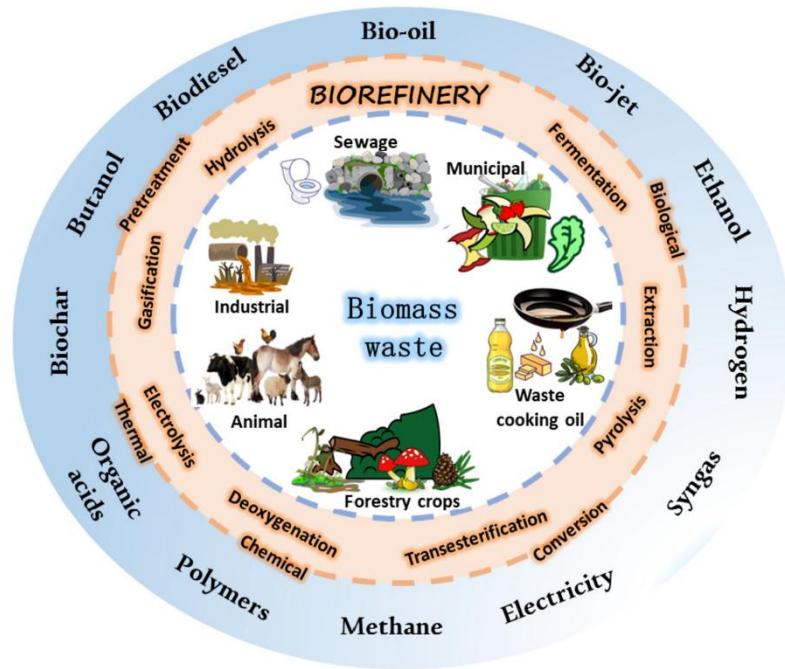 Bio-oil
Bio-jet
Ethanol
Hydrogen
Syngas
Electricity
Methane
Polymers
Organic
acids
Biochar
Butanol
Biodiesel
BIOREFINERY
Fermentation
Biological
Extraction
Pyrolysis
Conversion
Transesterification
Chemical
Deoxygenation
Thermal
Electrolysis
Gasification
Pretreatment
Hydrolysis
Sewage
Municipal
Waste
cooking oil
Forestry crops
Animal
Industrial
Biomass
waste